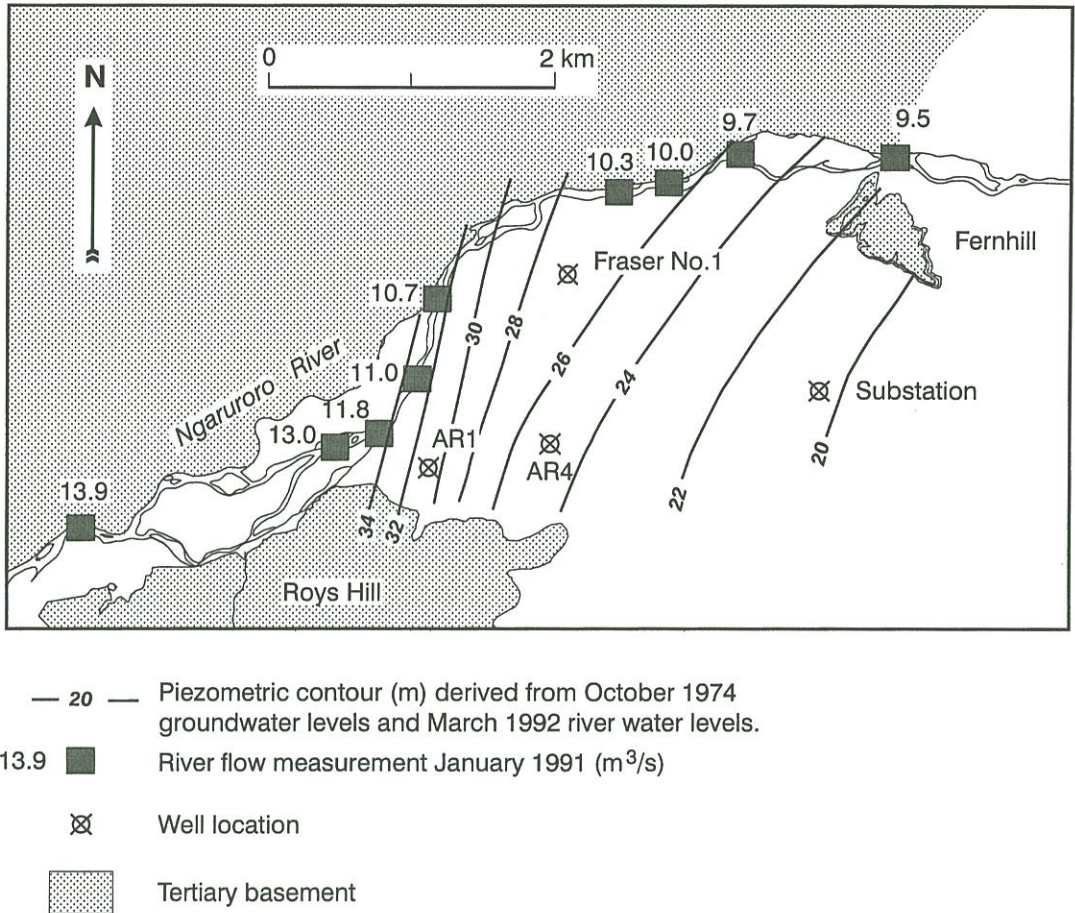 0 2 km
N
9.7
9.5
10.3
10.0
Fernhill
Fraser No.1
10.7
30
28
26
24
Ngaruroro River
11.0
11.8
13.0
AR1
AR4
Substation
20
22
13.9
34
32
Roys Hill
20 Piezometric contour (m) derived from October 1974
groundwater levels and March 1992 river water levels.
13.9 River flow measurement January 1991 (m³/s)
Well location
Tertiary basement